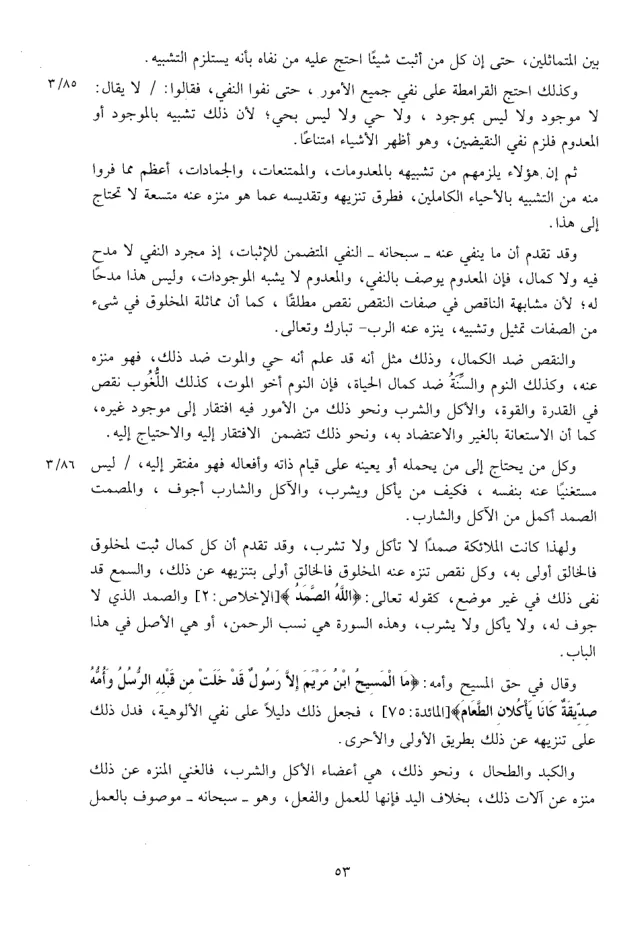 بين المتماثلين، حتى إن كل من أثبت شيئًا احتج عليه من نفاه بأنه يستلزم التشبيه.
وكذلك احتج القرامطة على نفي جميع الأمور ، حتى نفوا النفي، فقالوا: / لا يقال: ٣/٨٥
لا موجود ولا ليس بموجود ، ولا حي ولا ليس بحي؛ لأن ذلك تشبيه بالموجود أو
المعدوم فلزم نفي النقيضين، وهو أظهر الأشياء امتناعًا.
ثم إن هؤلاء يلزمهم من تشبيهه بالمعدومات، والممتنعات، والجمادات، أعظم مما فروا
منه من التشبيه بالأحياء الكاملين، فطرق تنزيهه وتقديسه عما هو منزه عنه متسعة لا تحتاج
إلى هذا.
وقد تقدم أن ما ينفي عنه ـ سبحانه ـ النفي المتضمن للإثبات، إذ مجرد النفي لا مدح
فيه ولا كمال، فإن المعدوم يوصف بالنفي، والمعدوم لا يشبه الموجودات، وليس هذا مدحًا
له؛ لأن مشابهة الناقص في صفات النقص نقص مطلقًا ، كما أن مماثلة المخلوق في شىء
من الصفات تمثيل وتشبيه، ينزه عنه الرب- تبارك وتعالى.
والنقص ضد الكمال، وذلك مثل أنه قد علم أنه حي والموت ضد ذلك، فهو منزه
عنه، وكذلك النوم والسِّنَةُ ضد كمال الحياة، فإن النوم أخو الموت، كذلك اللُّغُوب نقص
في القدرة والقوة، والأكل والشرب ونحو ذلك من الأمور فيه افتقار إلى موجود غيره،
كما أن الاستعانة بالغير والاعتضاد به، ونحو ذلك تتضمن الافتقار إليه والاحتياج إليه.
وكل من يحتاج إلى من يحمله أو يعينه على قيام ذاته وأفعاله فهو مفتقر إليه، / ليس ٣/٨٦
مستغنيًا عنه بنفسه ، فكيف من يأكل ويشرب، والآكل والشارب أجوف ، والمصمت
الصمد أكمل من الآكل والشارب.
ولهذا كانت الملائكة صمدًا لا تأكل ولا تشرب، وقد تقدم أن كل كمال ثبت لمخلوق
فالخالق أولى به، وكل نقص تنزه عنه المخلوق فالخالق أولى بتنزيهه عن ذلك، والسمع قد
نفى ذلك في غير موضع، كقوله تعالى: ﴿اللَّهُ الصَّمَدُ ﴾[الإخلاص:٢] والصمد الذي لا
جوف له، ولا يأكل ولا يشرب، وهذه السورة هي نسب الرحمن، أو هي الأصل في هذا
الباب.
وقال في حق المسيح وأمه: ﴿مَا الْمَسِيحُ ابْنُ مَرْيَمَ إِلاَّ رَسُولٌ قَدْ خَلَتْ مِن قَبْلِهِ الرُّسُلُ وَأُمُّهُ
صِدِّيقَةٌ كَانَا يَأْكُلانِ الطَّعَامَ﴾[المائدة:٧٥] ، فجعل ذلك دليلاً على نفي الألوهية، فدل ذلك
على تنزيهه عن ذلك بطريق الأولى والأحرى.
والكبد والطحال ، ونحو ذلك، هي أعضاء الأكل والشرب، فالغني المنزه عن ذلك
منزه عن آلات ذلك، بخلاف اليد فإنها للعمل والفعل، وهو ـ سبحانه ـ موصوف بالعمل
٥٣